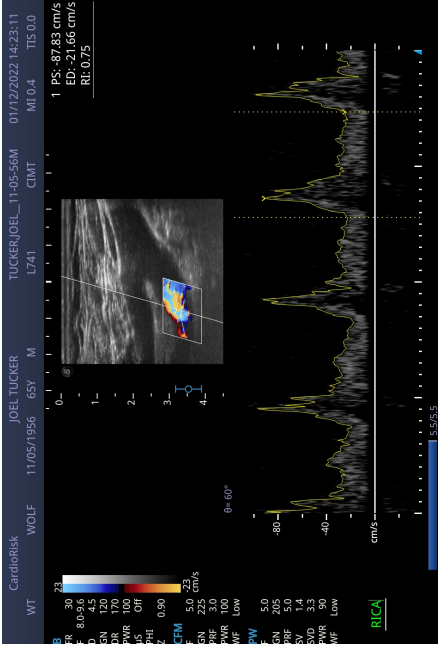 WT CardioRisk WOLF JOEL TUCKER 11/05/1956 65Y M TUCKER,JOEL__11-05-56M L741 CIMT 01/12/2022 14:23:11 MI 0.4 TIS 0.0
1 PS: -87.83 cm/s
ED: -21.66 cm/s
RI: 0.75
23
-23
cm/s
B
FR 30
F 8.0-9.6
D 4.5
GN 120
DR 170
PWR 100
µS Off
PHI
Z 0.90
CFM
F 5.0
GN 225
PRF 3.0
PWR 100
WF Low
PW
F 5.0
GN 205
PRF 5.0
SV 1.4
SVD 3.33
PWR 90
WF Low
0
1
2
3
4
θ= 60°
-80
-40
cm/s
RICA
5.5/5.5